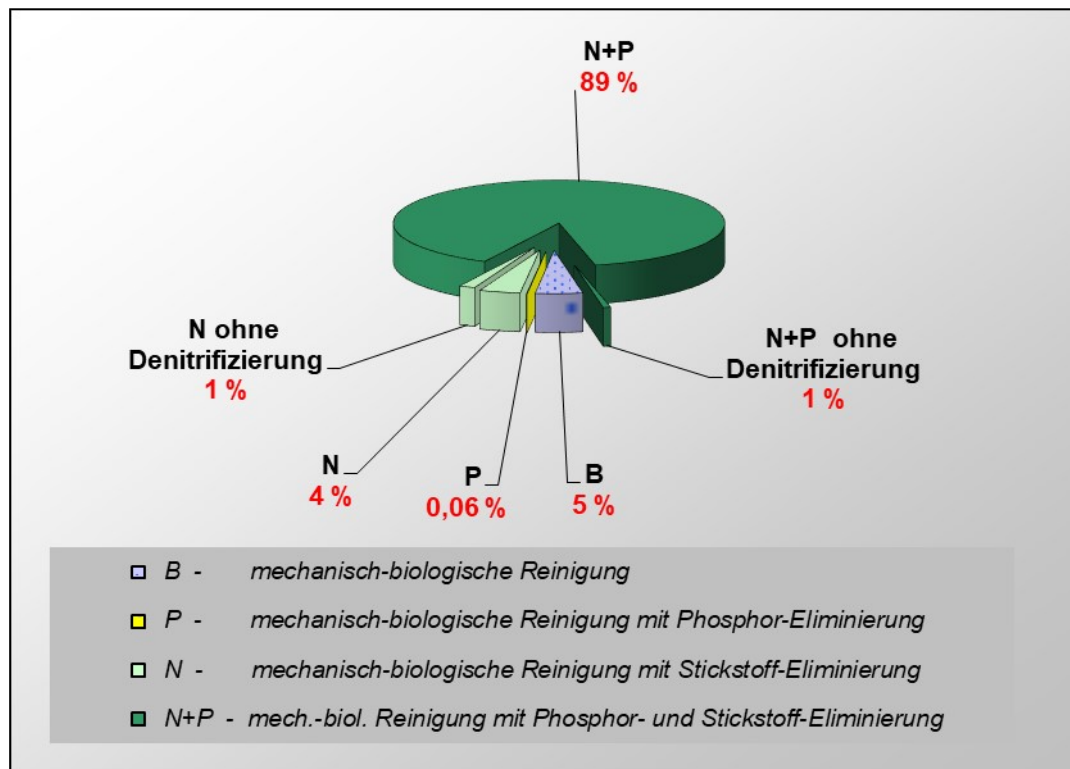 N+P
89 %
N ohne
Denitrifizierung
1 %
N+P ohne
Denitrifizierung
1 %
N
4 %
P
0,06 %
B
5 %
B - mechanisch-biologische Reinigung
P - mechanisch-biologische Reinigung mit Phosphor-Eliminierung
N - mechanisch-biologische Reinigung mit Stickstoff-Eliminierung
N+P - mech.-biol. Reinigung mit Phosphor- und Stickstoff-Eliminierung